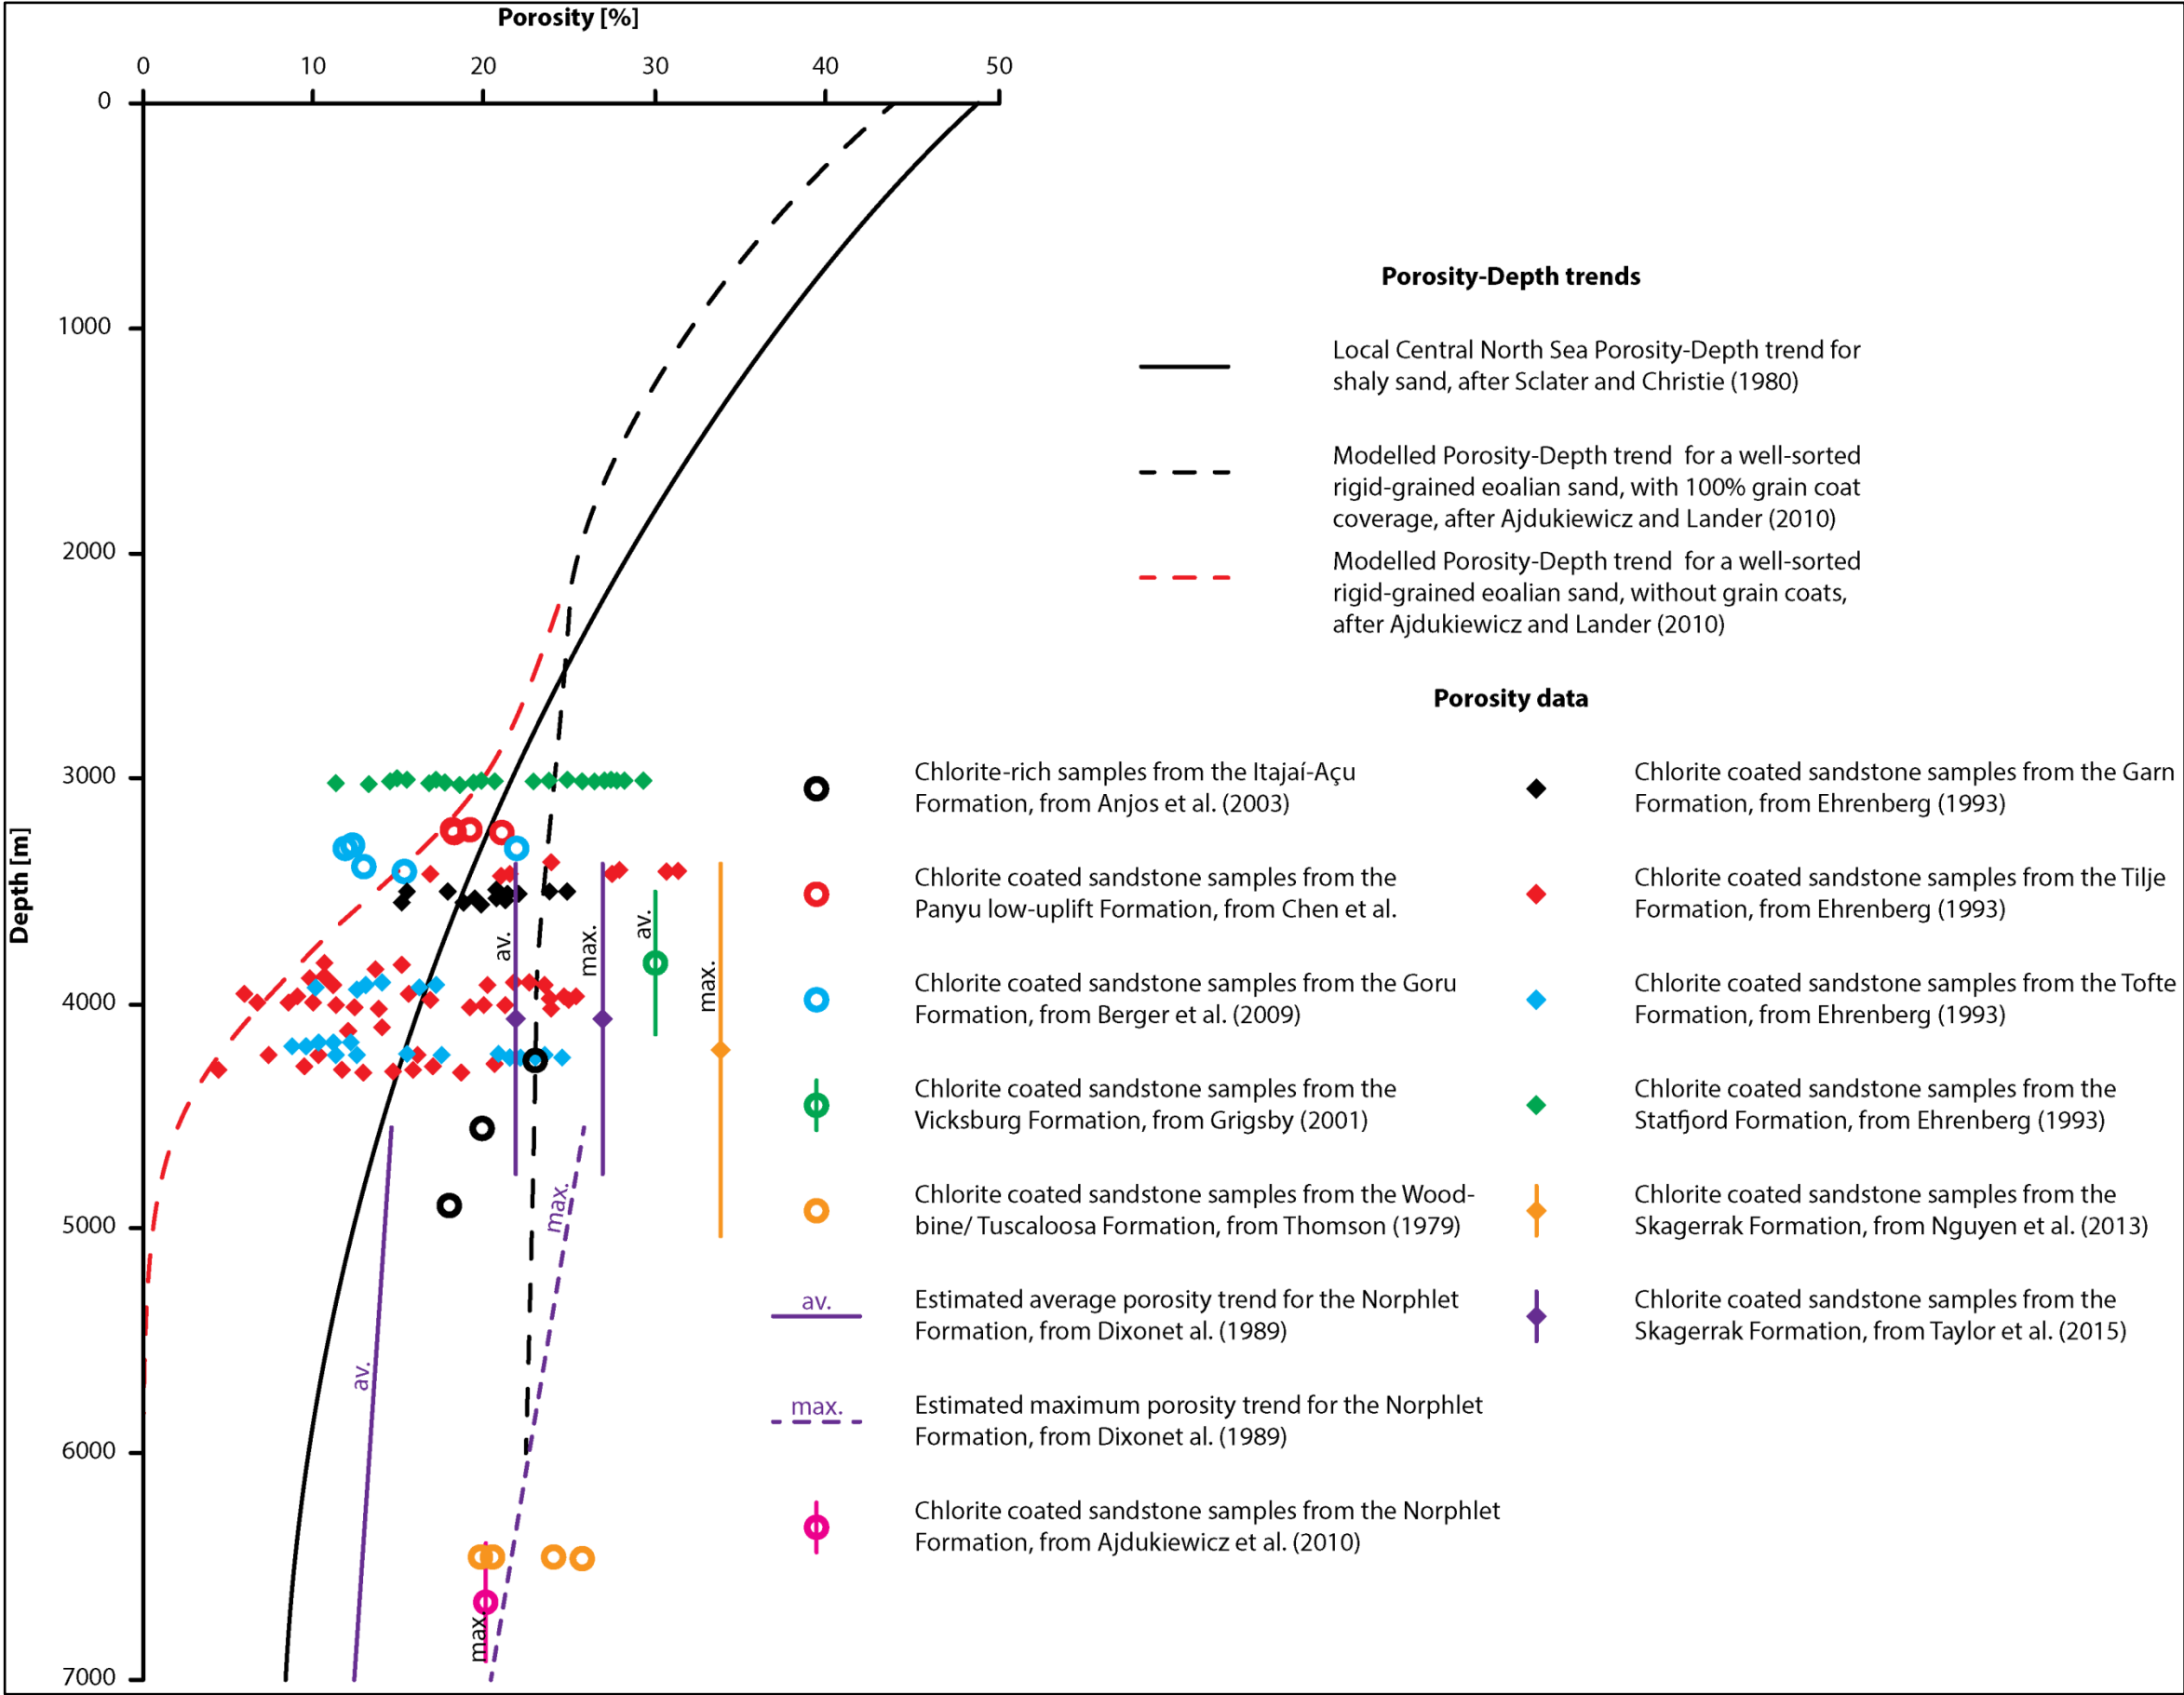 Porosity [%]
0 10 20 30 40 50
0
1000
2000
3000
4000
5000
6000
7000
Depth [m]
av.
max.
av.
max.
max.
av.
max.
Porosity-Depth trends
Local Central North Sea Porosity-Depth trend for
shaly sand, after Sclater and Christie (1980)
Modelled Porosity-Depth trend for a well-sorted
rigid-grained eoalian sand, with 100% grain coat
coverage, after Ajdukiewicz and Lander (2010)
Modelled Porosity-Depth trend for a well-sorted
rigid-grained eoalian sand, without grain coats,
after Ajdukiewicz and Lander (2010)
Porosity data
Chlorite-rich samples from the Itajaí-Açu
Formation, from Anjos et al. (2003)
Chlorite coated sandstone samples from the
Panyu low-uplift Formation, from Chen et al.
Chlorite coated sandstone samples from the Goru
Formation, from Berger et al. (2009)
Chlorite coated sandstone samples from the
Vicksburg Formation, from Grigsby (2001)
Chlorite coated sandstone samples from the Wood-
bine/ Tuscaloosa Formation, from Thomson (1979)
av.
Estimated average porosity trend for the Norphlet
Formation, from Dixonet al. (1989)
max.
Estimated maximum porosity trend for the Norphlet
Formation, from Dixonet al. (1989)
Chlorite coated sandstone samples from the Norphlet
Formation, from Ajdukiewicz et al. (2010)
Chlorite coated sandstone samples from the Garn
Formation, from Ehrenberg (1993)
Chlorite coated sandstone samples from the Tilje
Formation, from Ehrenberg (1993)
Chlorite coated sandstone samples from the Tofte
Formation, from Ehrenberg (1993)
Chlorite coated sandstone samples from the
Statfjord Formation, from Ehrenberg (1993)
Chlorite coated sandstone samples from the
Skagerrak Formation, from Nguyen et al. (2013)
Chlorite coated sandstone samples from the
Skagerrak Formation, from Taylor et al. (2015)